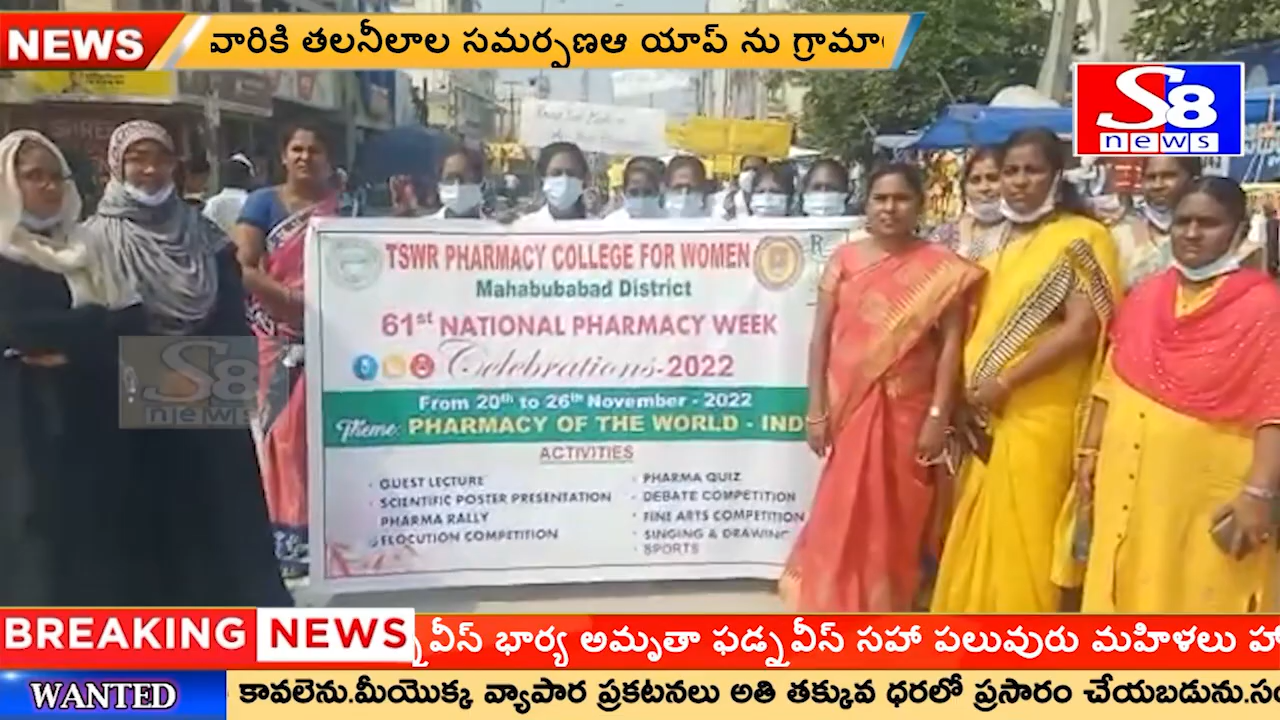 NEWS
వారికి తలనీలాల సమర్పణఆ యాప్ ను
S8
news
TSWR PHARMACY COLLEGE FOR WOMEN
Mahabubabad District
61st NATIONAL PHARMACY WEEK
Celebrations-2022
From 20th to 26th November - 2022
Theme: PHARMACY OF THE WORLD - IND
ACTIVITIES
GUEST LECTURE
SCIENTIFIC POSTER PRESENTATION
PHARMA RALLY
ELOCUTION COMPETITION
PHARMA QUIZ
DEBATE COMPETITION
FINE ARTS COMPETITION
SINGING & DRAWING
SPORTS
S8
news
BREAKING NEWS
భార్య అమృతా ఫడ్నవీస్ సహా పలువురు మహిళలు
WANTED
కావలెను.మీయొక్క వ్యాపార ప్రకటనలు అతి తక్కువ ధరలో ప్రసారం చేయబడును.